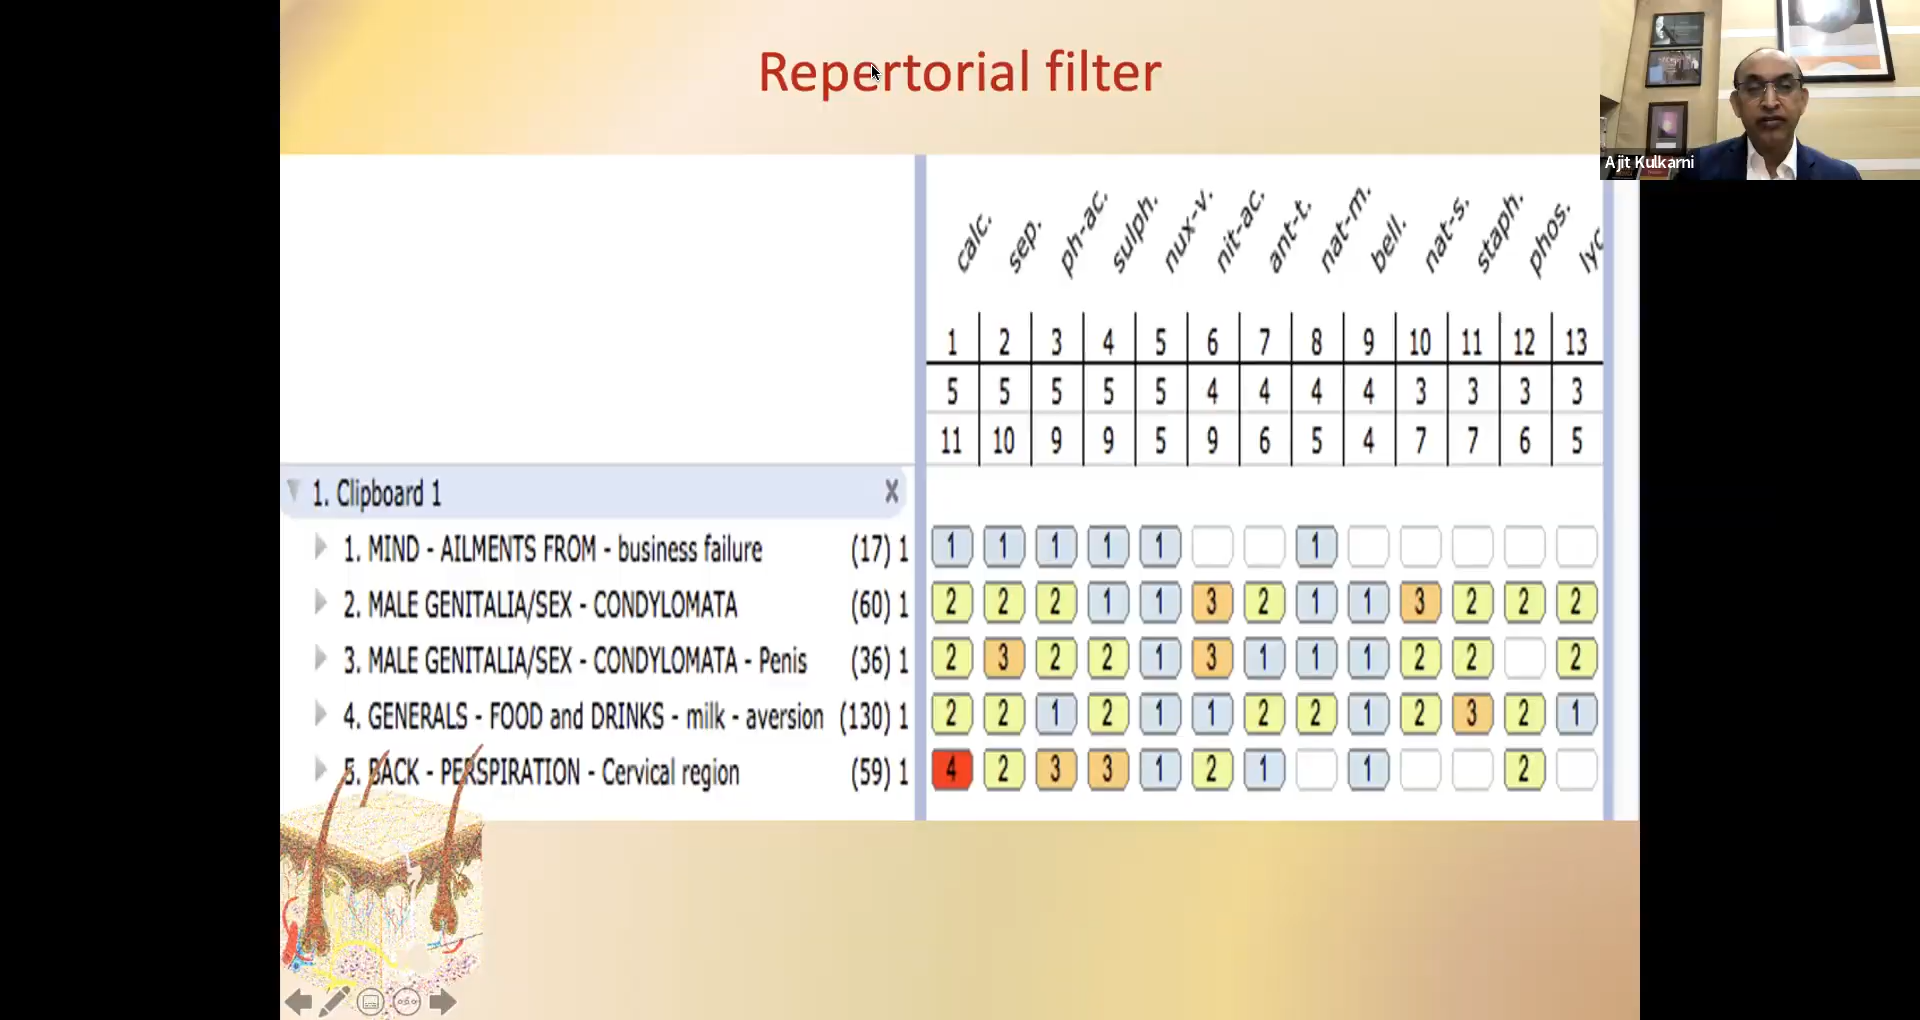 Repertorial filter
Ajit Kulkarni
calc. sep. ph-ac. sulph. nux-v. nit-ac. ant-t. nat-m. bell. nat-s. staph. phos. lyc
1 2 3 4 5 6 7 8 9 10 11 12 13
5 5 5 5 5 4 4 4 4 3 3 3 3
11 10 9 9 5 9 6 5 4 7 7 6 5
1. Clipboard 1 X
1. MIND - AILMENTS FROM - business failure (17) 1 1 1 1 1 1 1
2. MALE GENITALIA/SEX - CONDYLOMATA (60) 1 2 2 2 1 1 3 2 1 1 3 2 2 2
3. MALE GENITALIA/SEX - CONDYLOMATA - Penis (36) 1 2 3 2 2 1 3 1 1 1 2 2 2
4. GENERALS - FOOD and DRINKS - milk - aversion (130) 1 2 2 1 2 1 1 2 2 1 2 3 2 1
5. BACK - PERSPIRATION - Cervical region (59) 1 4 2 3 3 1 2 1 1 2